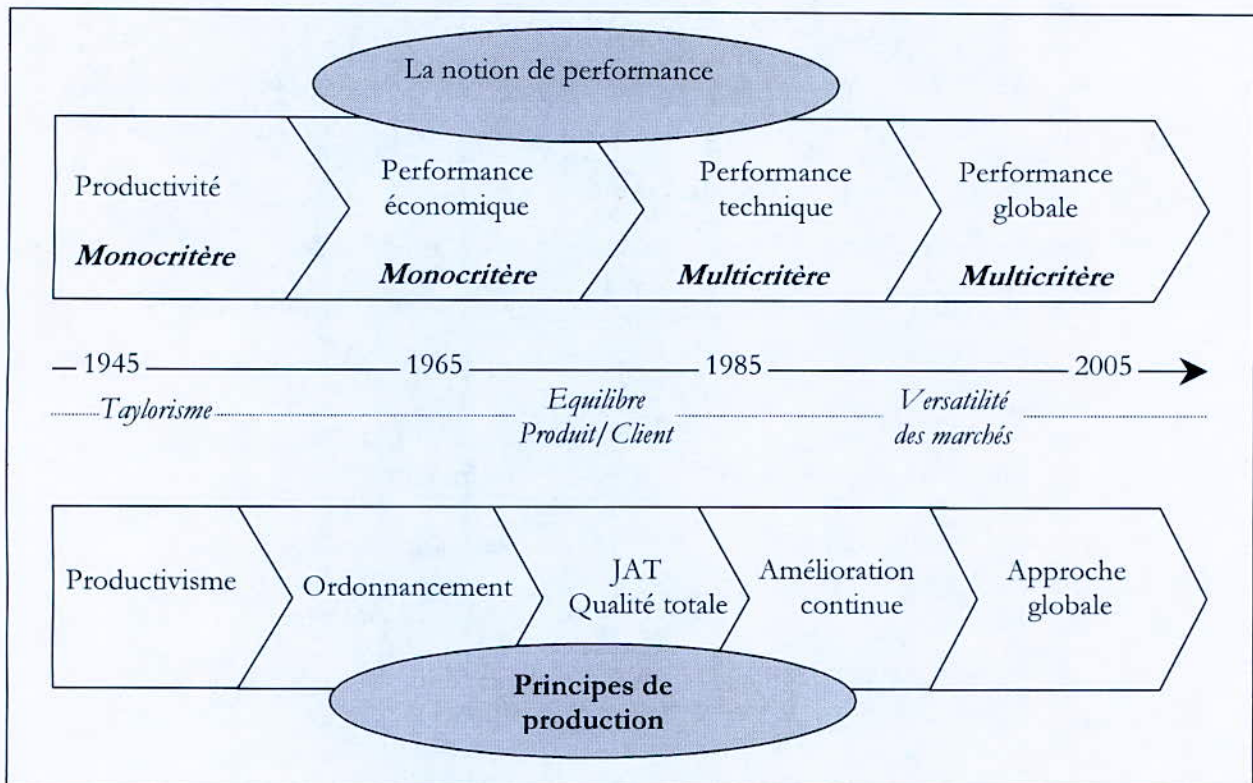 La notion de performance
Productivité
Monocritère
Performance
économique
Monocritère
Performance
technique
Multicritère
Performance
globale
Multicritère
1945
1965
1985
2005
Taylorisme
Equilibre
Produit/Client
Versatilité
des marchés
Productivisme
Ordonnancement
JAT
Qualité totale
Amélioration
continue
Approche
globale
Principes de
production